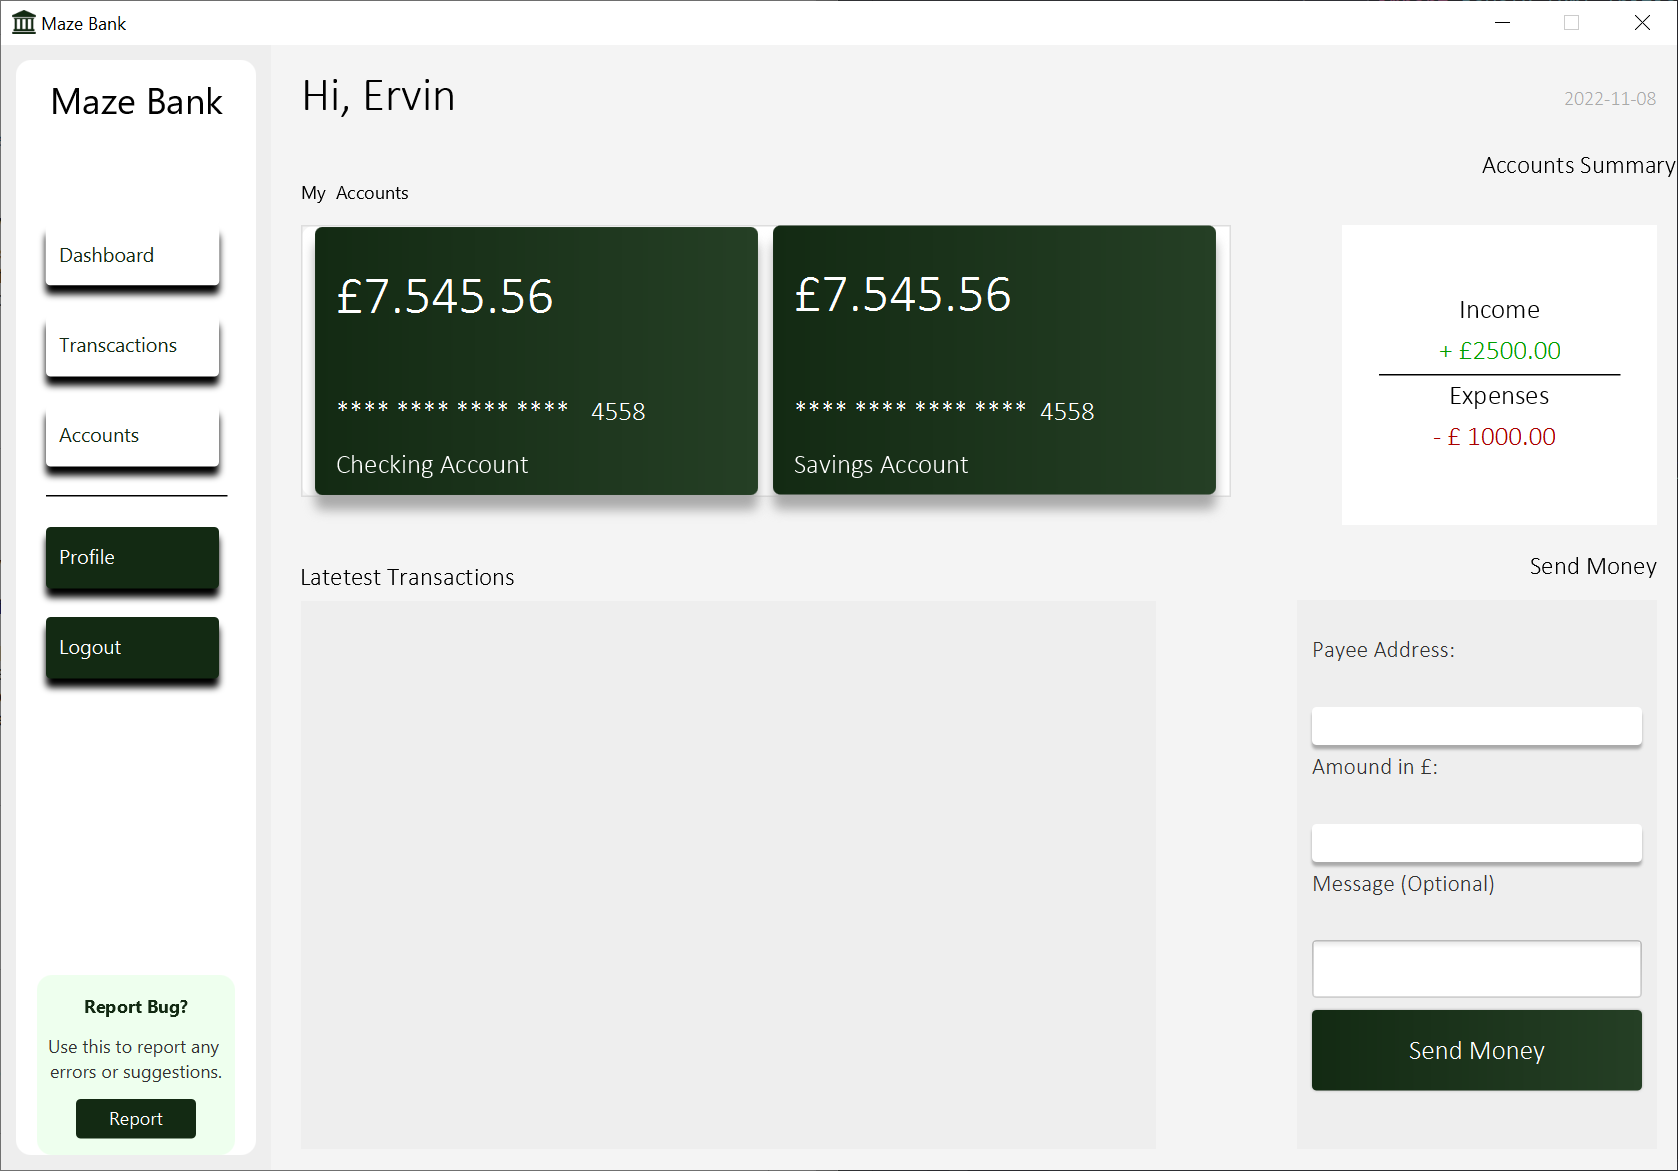 Maze Bank
Maze Bank
Dashboard
Transcactions
Accounts
Profile
Logout
Report Bug?
Use this to report any
errors or suggestions.
Report
Hi, Ervin
2022-11-08
My  Accounts
£7.545.56
**** **** **** ****  4558
Checking Account
£7.545.56
**** **** **** ****  4558
Savings Account
Accounts Summary
Income
+ £2500.00
Expenses
- £ 1000.00
Latetest Transactions
Send Money
Payee Address:
Amound in £:
Message (Optional)
Send Money